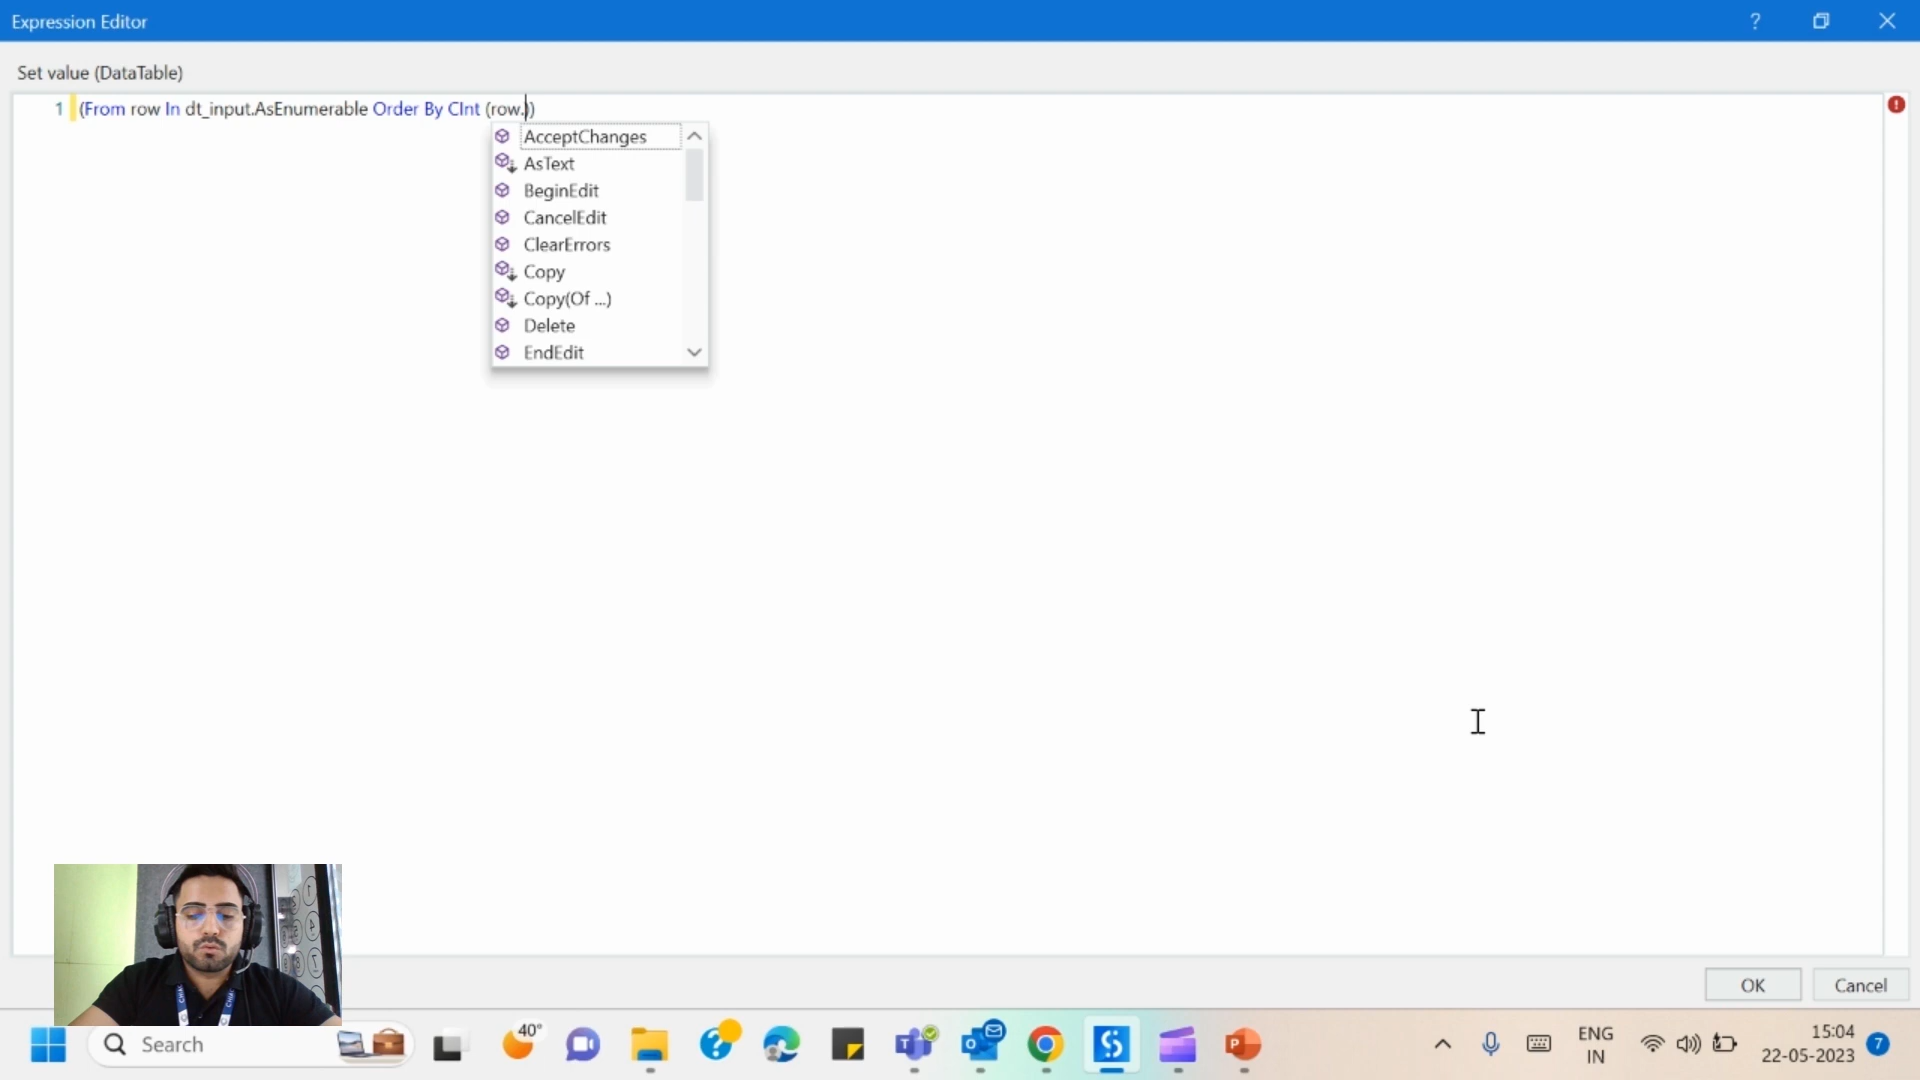 Expression Editor
Set value (DataTable)
1 (From row In dt_input.AsEnumerable Order By CInt (row.))
AcceptChanges
AsText
BeginEdit
CancelEdit
ClearErrors
Copy
Copy(Of ...)
Delete
EndEdit
OK Cancel
Search
40°
ENG
IN
15:04
22-05-2023
7